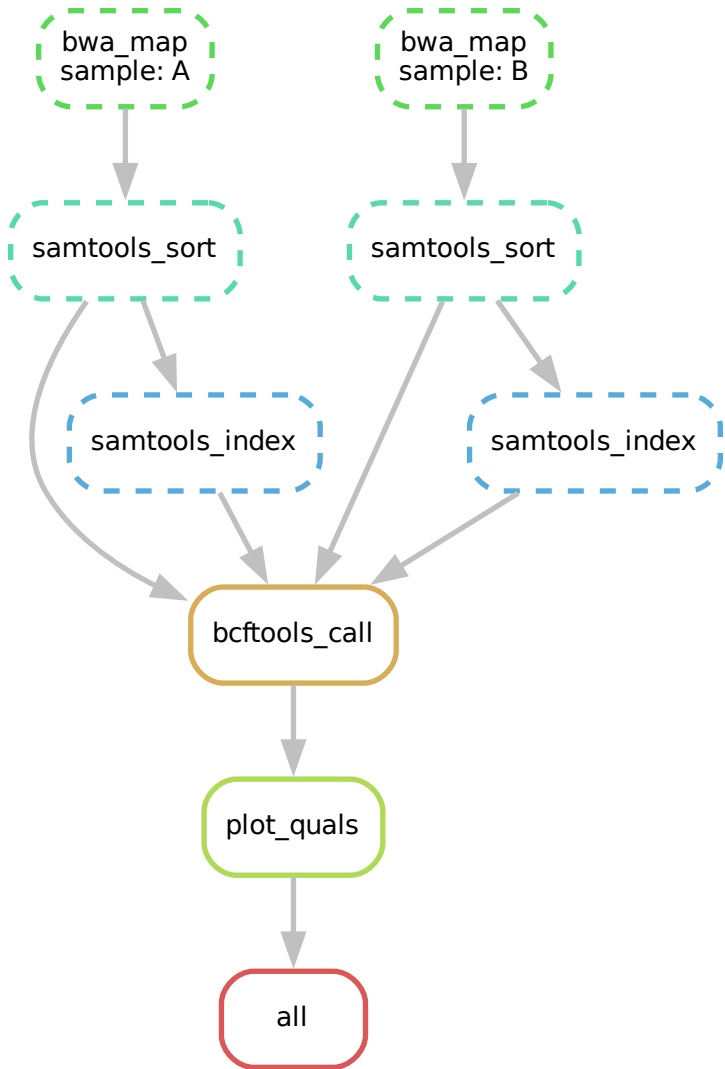 bwa_map
sample: A
bwa_map
sample: B
samtools_sort
samtools_sort
samtools_index
samtools_index
bcftools_call
plot_quals
all